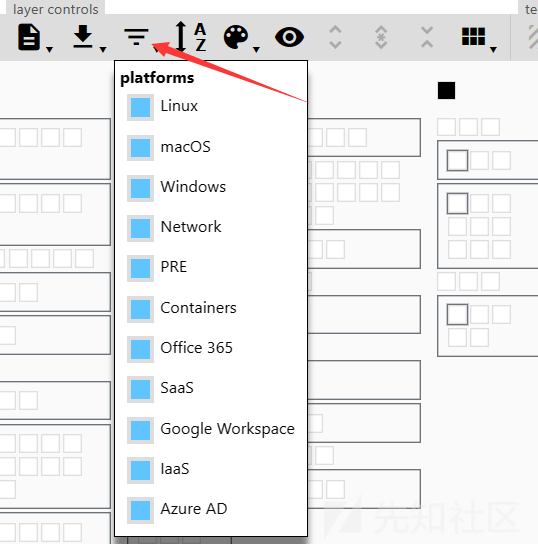 layer controls
te
A
Z
platforms
Linux
macOS
Windows
Network
PRE
Containers
Office 365
SaaS
Google Workspace
IaaS
Azure AD
先知社区